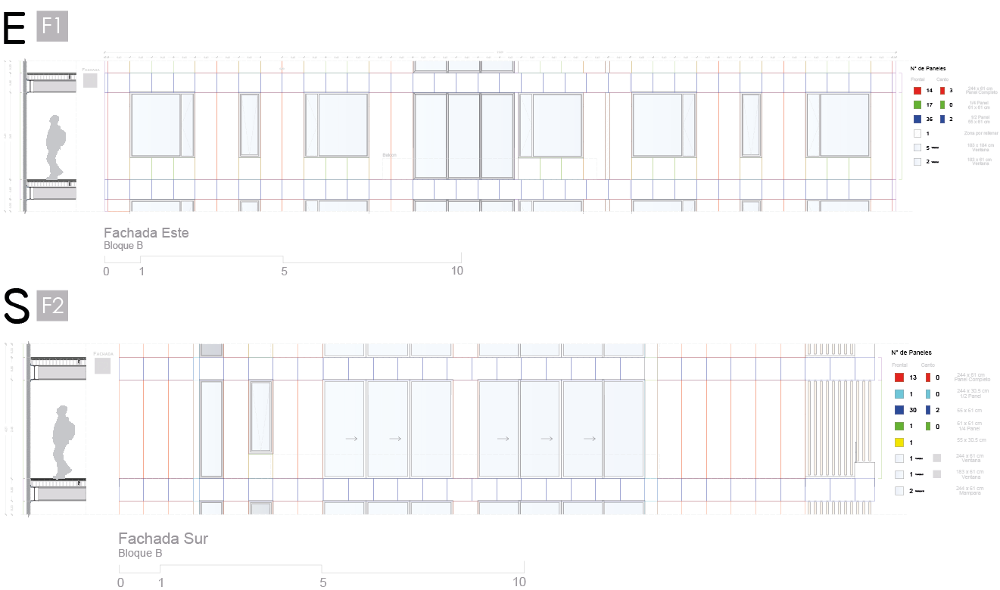 E F1
FACHADA
Balcon
N° de Paneles
Frontal Canto
14 3 244 x 61 cm
Panel Completo
17 0 1/4 Panel
61 x 61 cm
36 2 1/2 Panel
55 x 61 cm
1 Zona por rellenar
5 183 x 184 cm
Ventana
2 183 x 61 cm
Ventana
Fachada Este
Bloque B
0 1 5 10
S F2
FACHADA
N° de Paneles
Frontal Canto
13 0 244 x 61 cm
Panel Completo
1 0 244 x 30.5 cm
1/2 Panel
30 2 55 x 61 cm
1 0 61 x 61 cm
1/4 Panel
1 55 x 30.5 cm
1 244 x 61 cm
Ventana
1 183 x 61 cm
Ventana
2 244 x 61 cm
Mampara
Fachada Sur
Bloque B
0 1 5 10